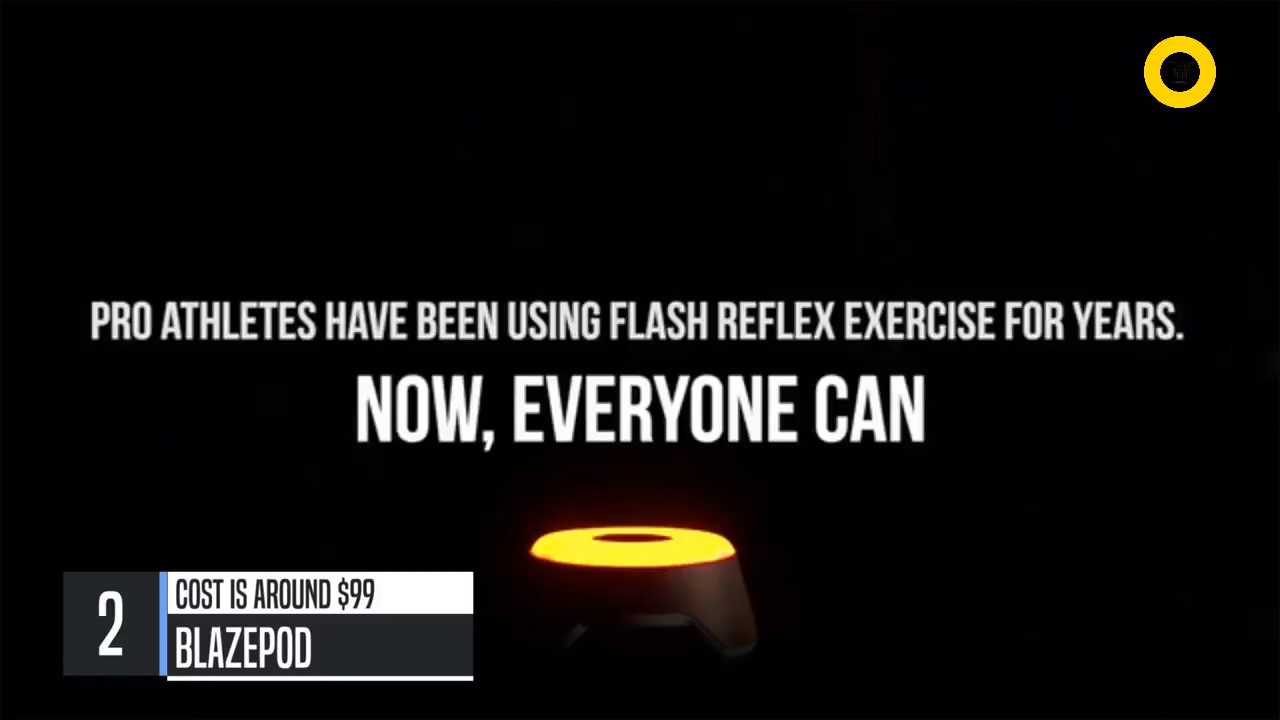 PRO ATHLETES HAVE BEEN USING FLASH REFLEX EXERCISE FOR YEARS.
NOW, EVERYONE CAN
2
COST IS AROUND $99
BLAZEPOD